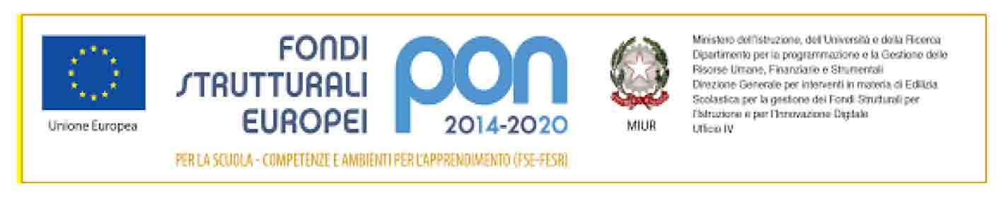 Unione Europea
FONDI
STRUTTURALI
EUROPEI
pon
2014-2020
PER LA SCUOLA - COMPETENZE E AMBIENTI PER L'APPRENDIMENTO (FSE-FESR)
MIUR
Ministero dell'Istruzione, dell'Università e della Ricerca
Dipartimento per la programmazione e la Gestione delle
Risorse Umane, Finanziarie e Strumentali
Direzione Generale per interventi in materia di Edilizia
Scolastica per la gestione dei Fondi Strutturali per
l'Istruzione e per l'Innovazione Digitale
Ufficio IV